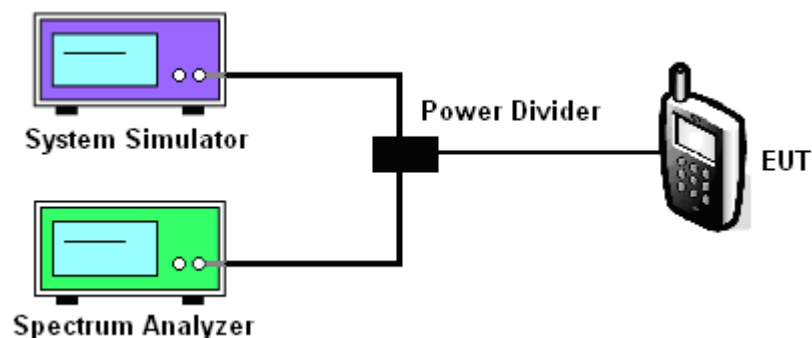 System Simulator
Power Divider
EUT
Spectrum Analyzer